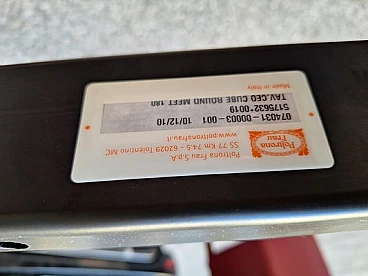 Poltrona
Frau
Poltrona Frau S.p.A.
SS 77 Km 74,5 - 62029 Tolentino MC
www.poltronafrau.it
074031-00003-001 10/12/10
5175632*0019
TAV.CEO CUBE ROUND MEET 180
Made in Italy